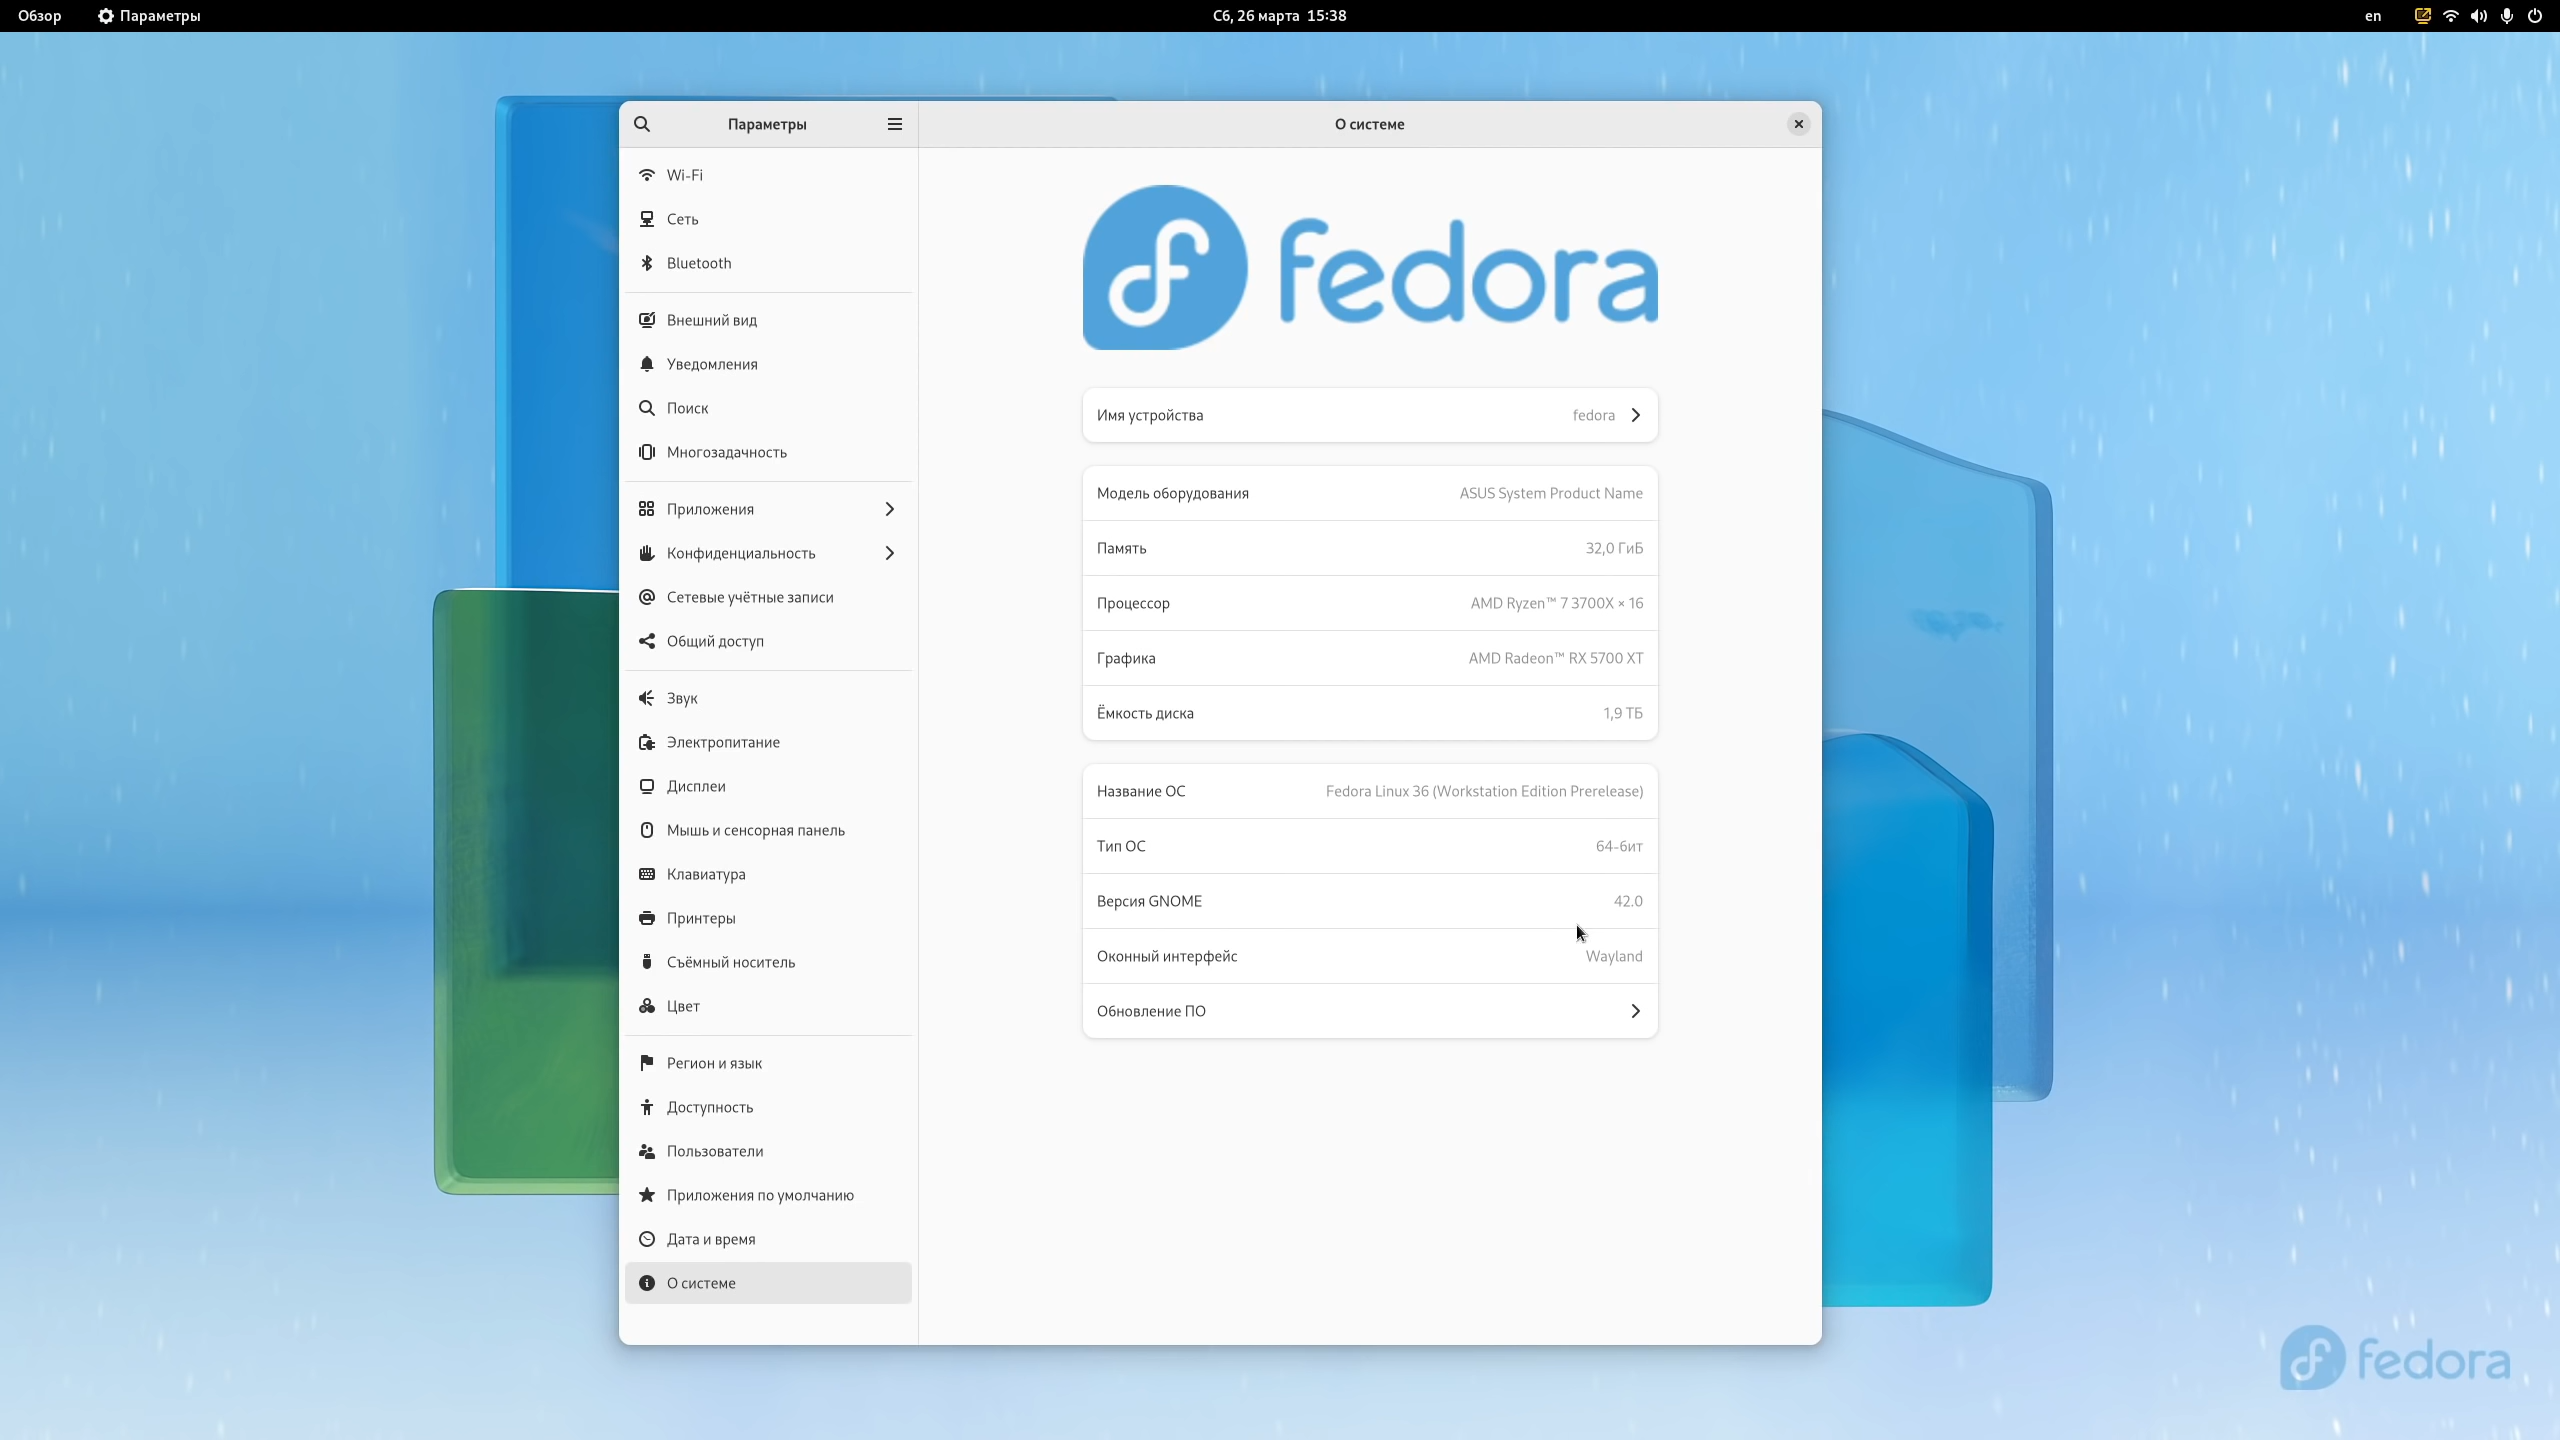 Обзор
Параметры
Сб, 26 марта 15:38
en
Параметры
О системе
Wi-Fi
Сеть
Bluetooth
Внешний вид
Уведомления
Поиск
Многозадачность
Приложения
Конфиденциальность
Сетевые учётные записи
Общий доступ
Звук
Электропитание
Дисплеи
Мышь и сенсорная панель
Клавиатура
Принтеры
Съёмный носитель
Цвет
Регион и язык
Доступность
Пользователи
Приложения по умолчанию
Дата и время
О системе
fedora
Имя устройства fedora
Модель оборудования ASUS System Product Name
Память 32,0 ГиБ
Процессор AMD Ryzen™ 7 3700X × 16
Графика AMD Radeon™ RX 5700 XT
Ёмкость диска 1,9 ТБ
Название ОС Fedora Linux 36 (Workstation Edition Prerelease)
Тип ОС 64-бит
Версия GNOME 42.0
Оконный интерфейс Wayland
Обновление ПО
fedora